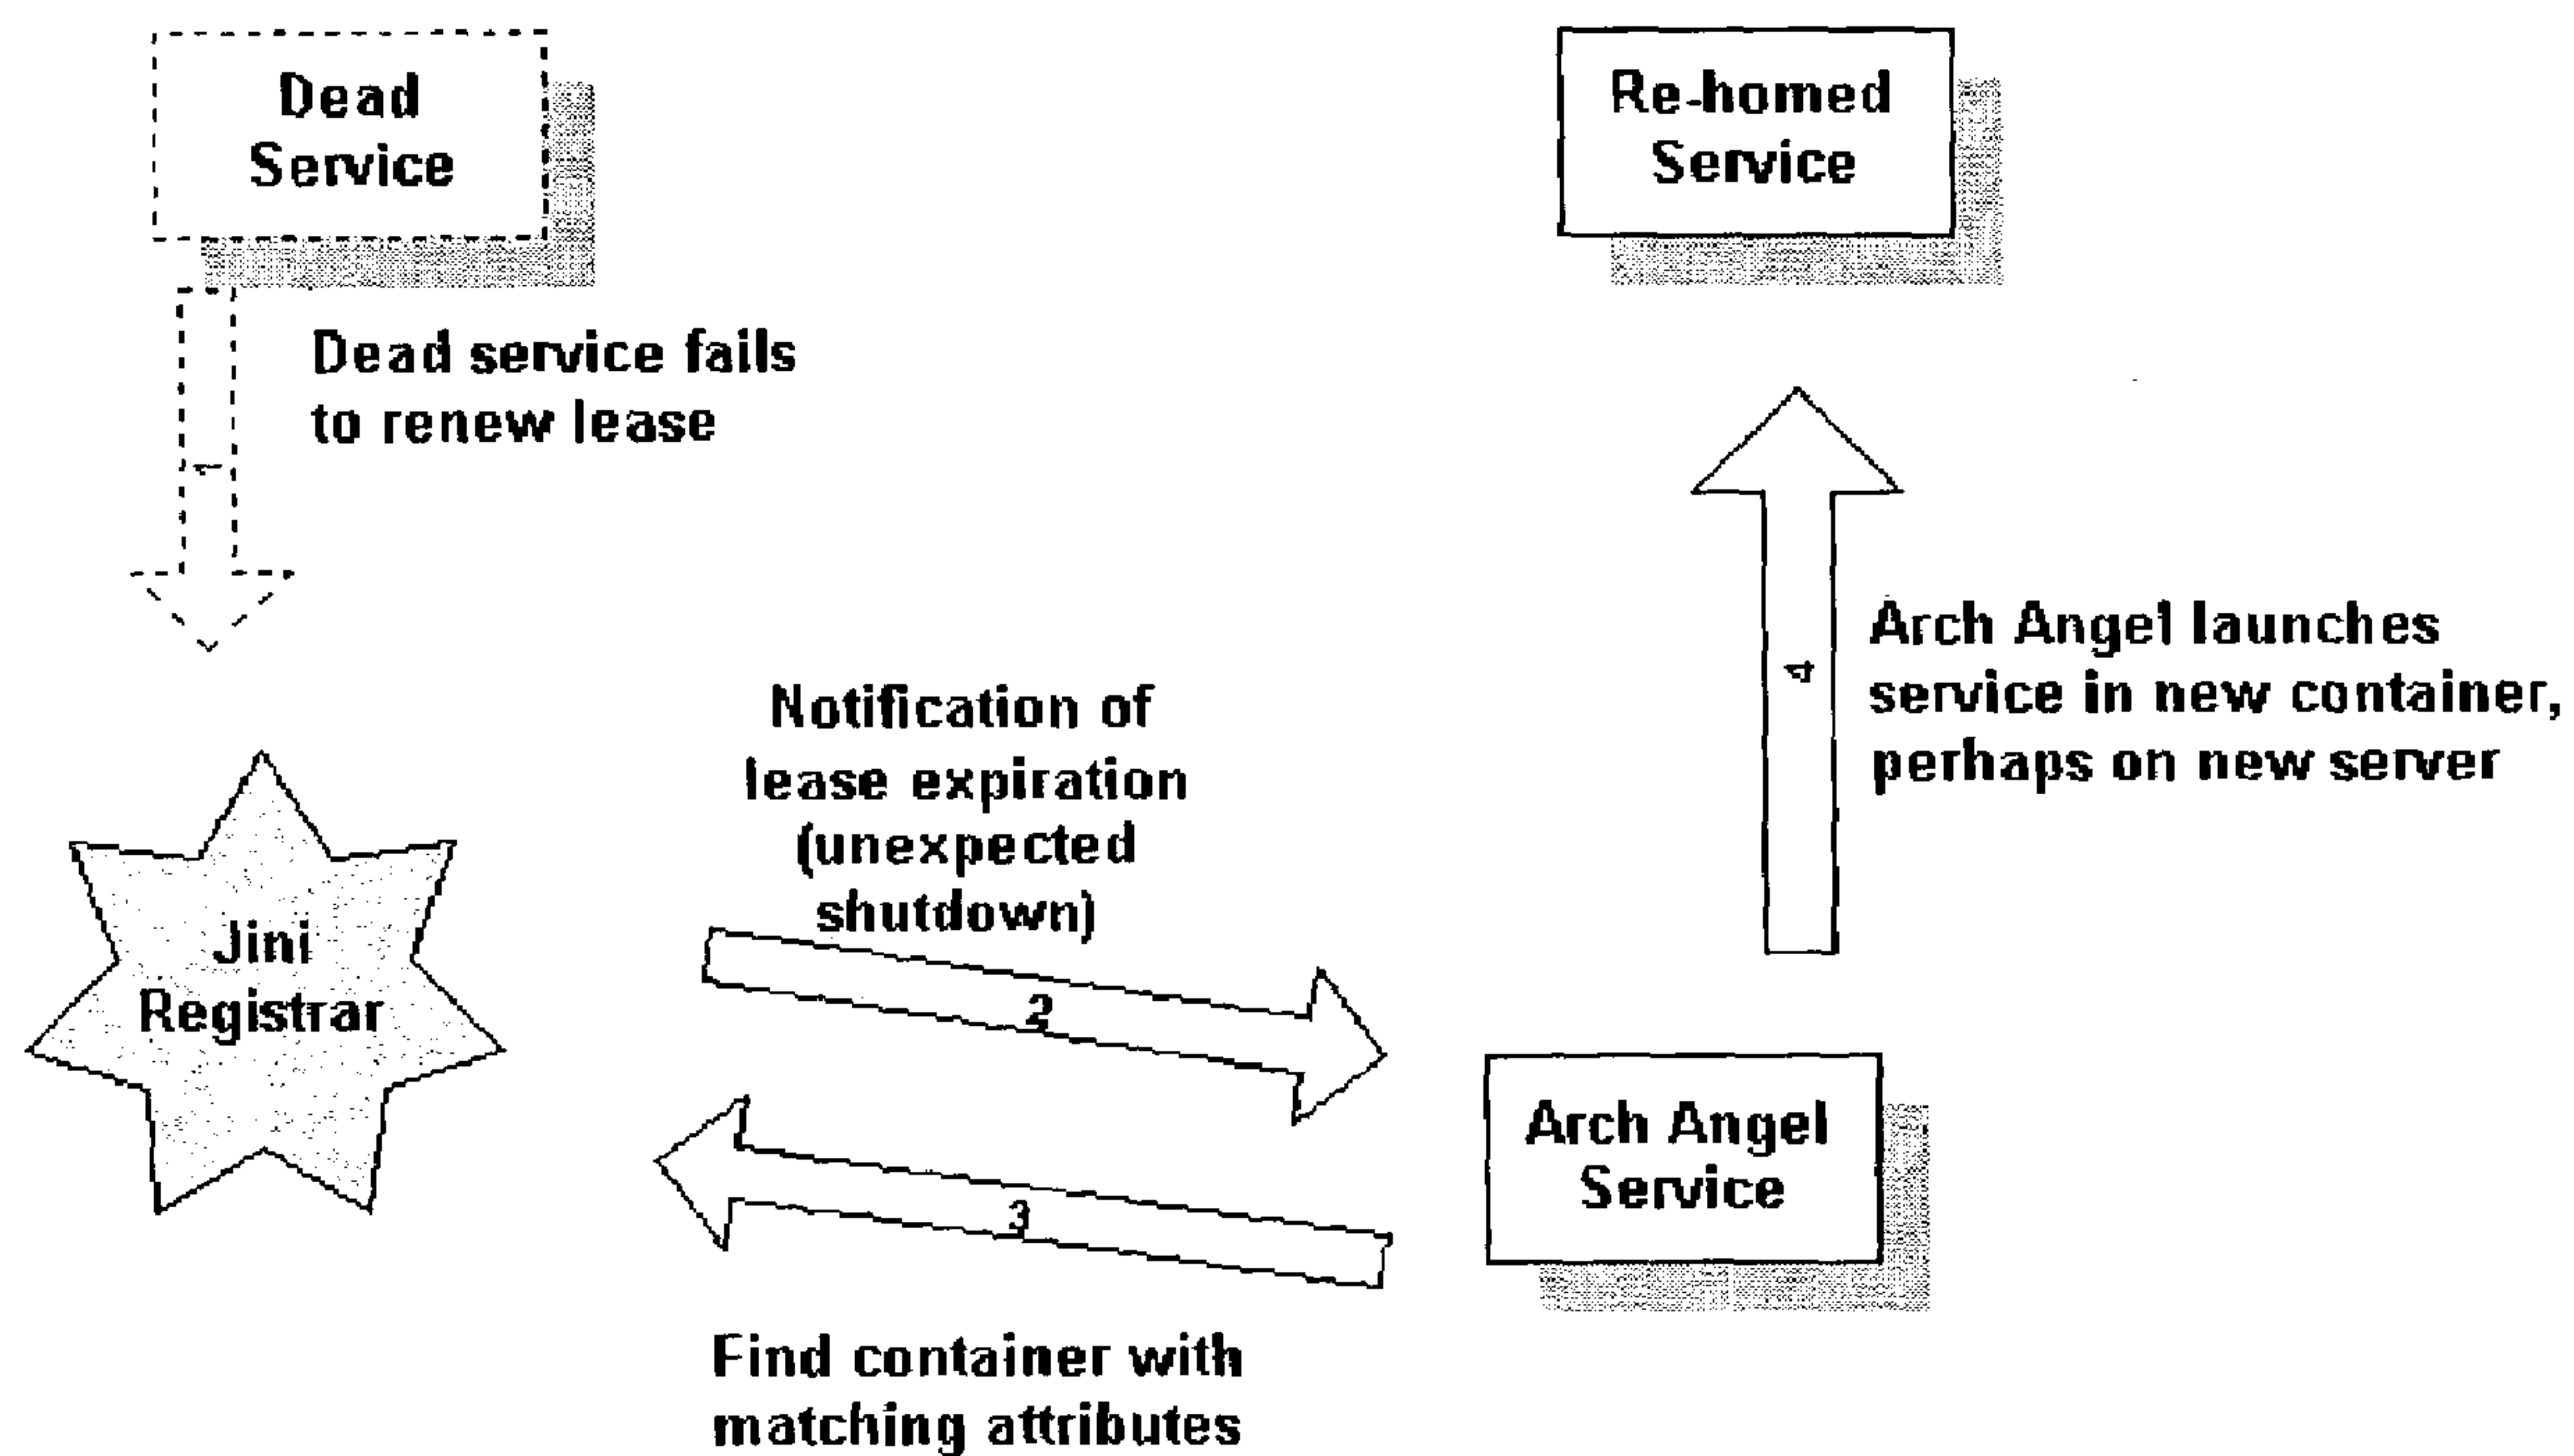 Dead
Service
Re-homed
Service
Dead service fails
to renew lease
1
Notification of
lease expiration
(unexpected
shutdown)
4
Arch Angel launches
service in new container,
perhaps on new server
Jini
Registrar
2
3
Arch Angel
Service
Find container with
matching attributes